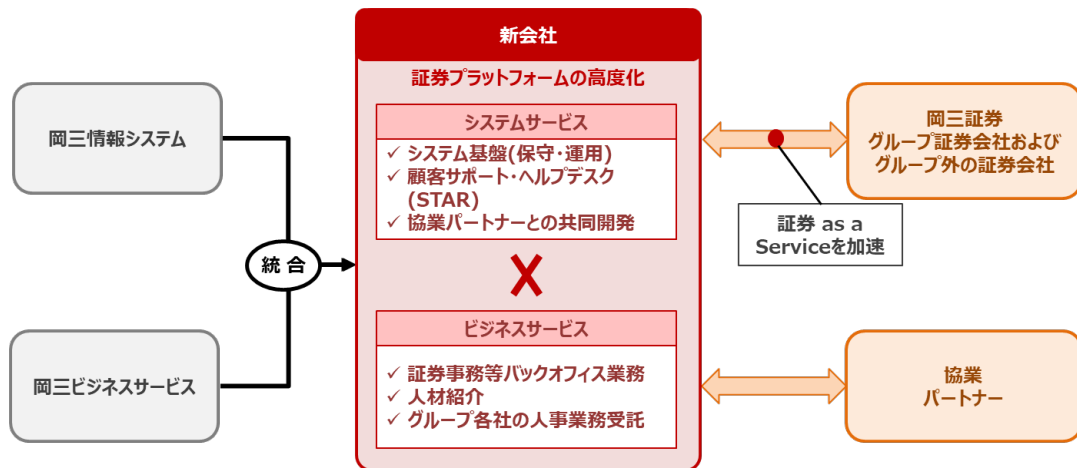 岡三情報システム
岡三ビジネスサービス
統 合
新会社
証券プラットフォームの高度化
システムサービス
✓ システム基盤(保守・運用)
✓ 顧客サポート・ヘルプデスク
(STAR)
✓ 協業パートナーとの共同開発
X
ビジネスサービス
✓ 証券事務等バックオフィス業務
✓ 人材紹介
✓ グループ各社の人事業務受託
岡三証券
グループ証券会社および
グループ外の証券会社
証券 as a
Serviceを加速
協業
パートナー